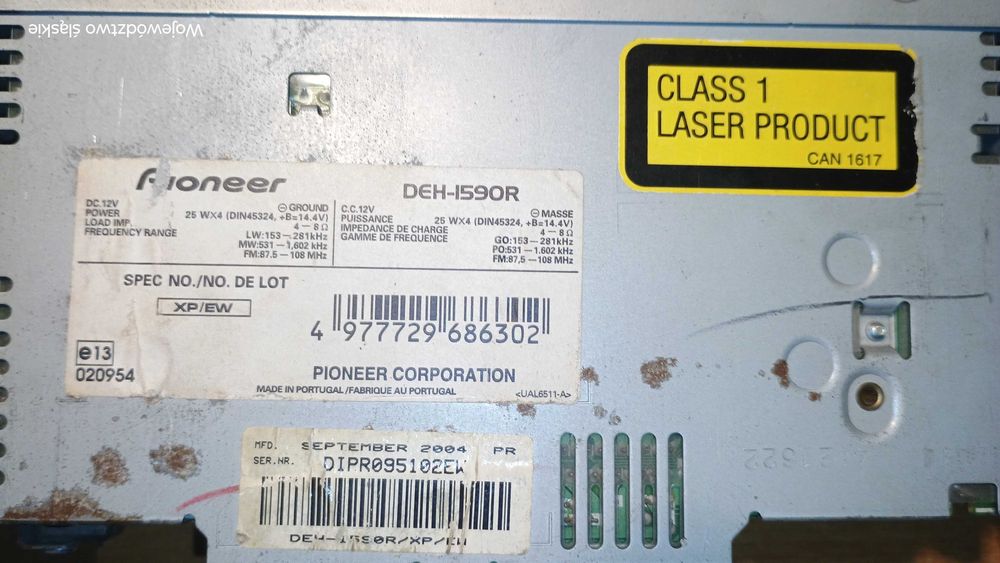 Województwo śląskie
CLASS 1
LASER PRODUCT
CAN 1617
Pioneer DEH-1590R
DC.12V ⊖ GROUND
POWER 25 WX4 (DIN45324, +B=14.4V)
LOAD IMP. 4–8Ω
FREQUENCY RANGE LW:153–281kHz
MW:531–1,602 kHz
FM:87.5–108 MHz
C.C.12V ⊖ MASSE
PUISSANCE 25 WX4 (DIN45324, +B=14.4V)
IMPEDANCE DE CHARGE 4–8Ω
GAMME DE FREQUENCE GO:153–281kHz
PO:531–1,602 kHz
FM:87,5–108 MHz
SPEC NO./NO. DE LOT
XP/EW
4 977729 686302
e13
020954
PIONEER CORPORATION
MADE IN PORTUGAL/FABRIQUE AU PORTUGAL
<UAL6511-A>
MFD. SEPTEMBER 2004 PR
SER.NR. DIPR095102EW
DEH-1590R/XP/EW